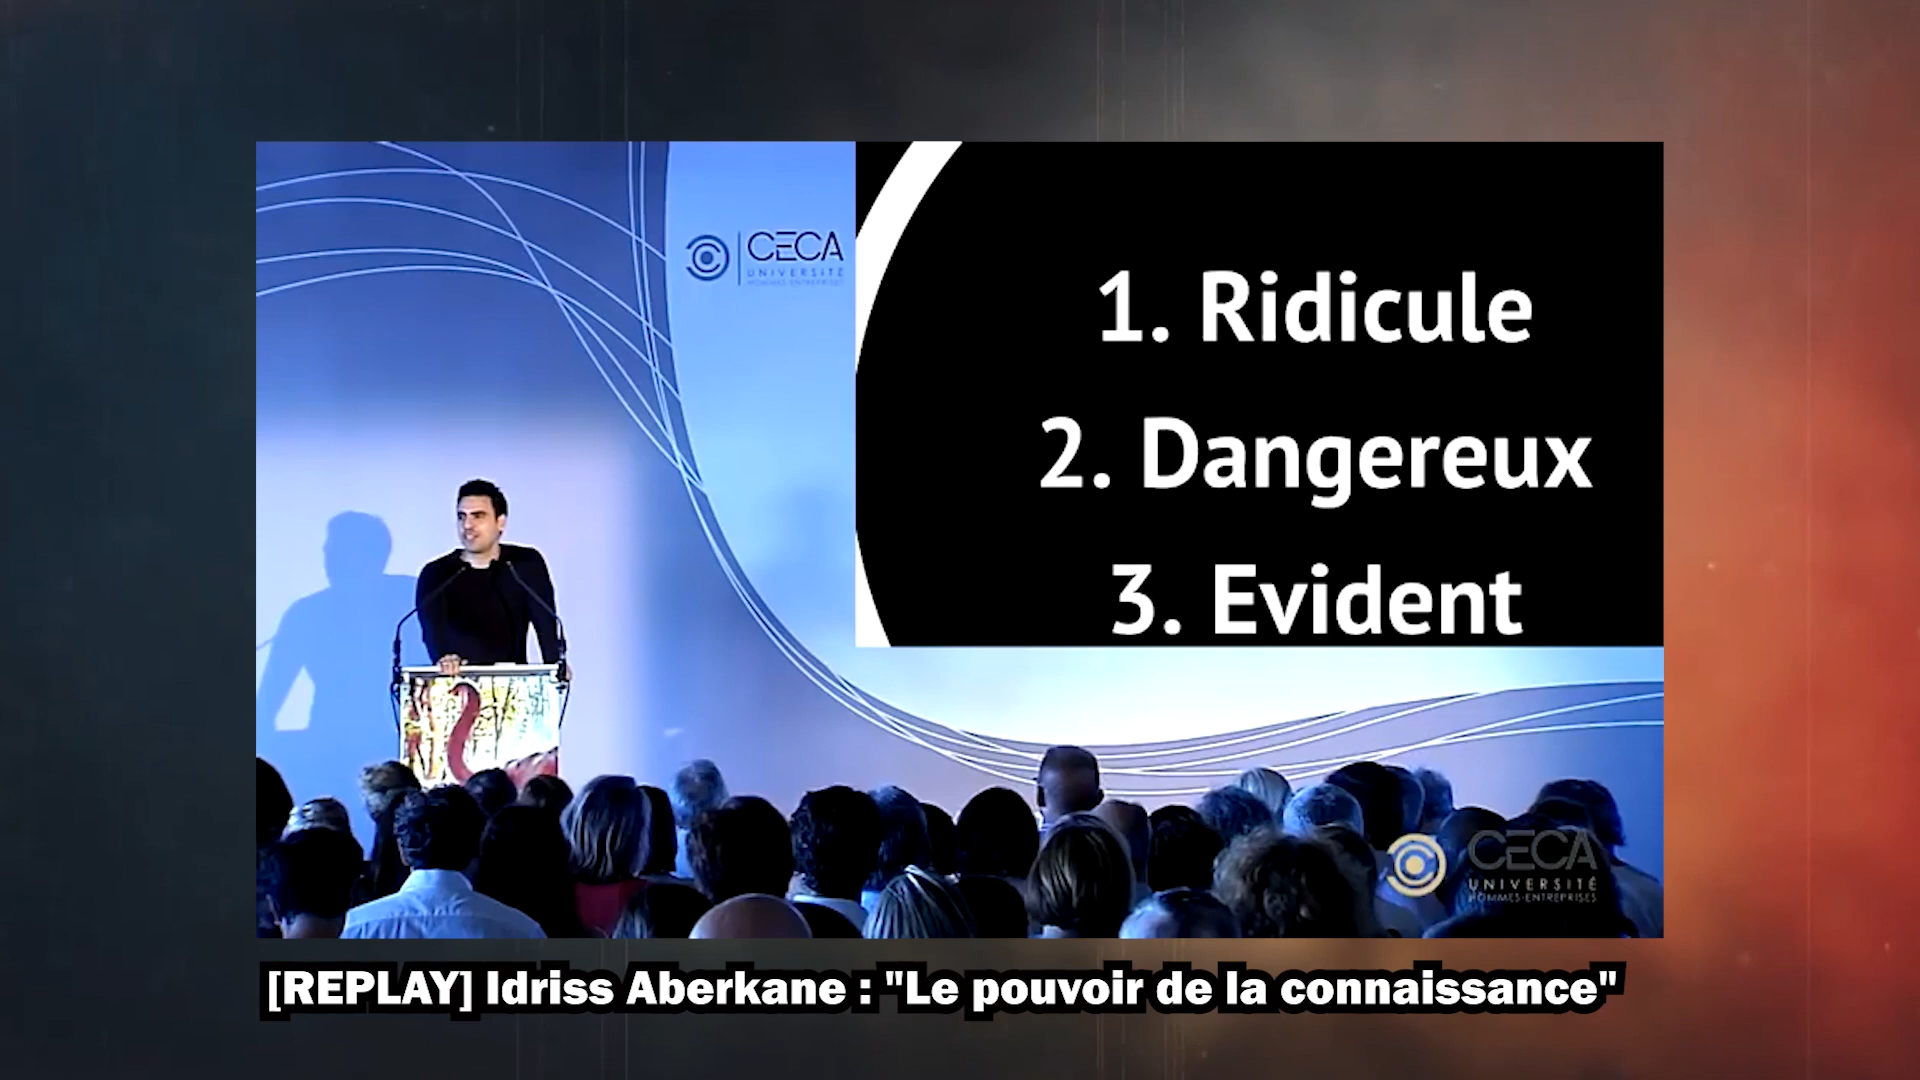 CECA
UNIVERSITÉ
HOMMES-ENTREPRISES
1. Ridicule
2. Dangereux
3. Evident
CECA
UNIVERSITÉ
HOMMES-ENTREPRISES
[REPLAY] Idriss Aberkane : "Le pouvoir de la connaissance"